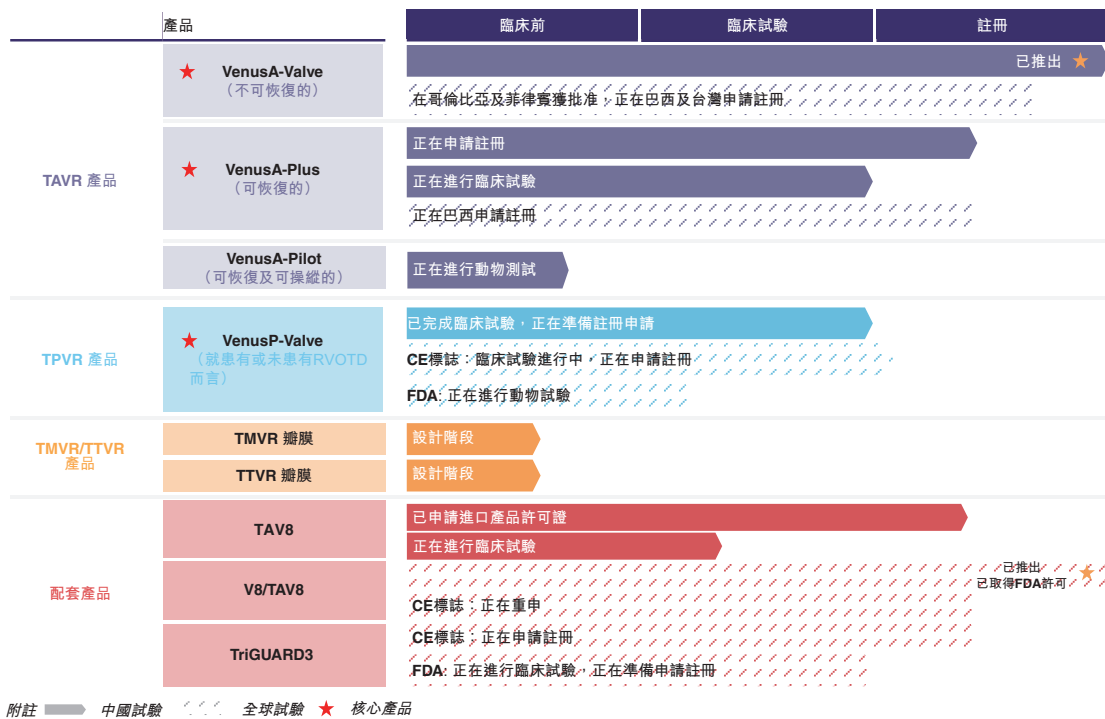 產品
臨床前
臨床試驗
註冊
TAVR 產品
VenusA-Valve
（不可恢復的）
已推出
在哥倫比亞及菲律賓獲批准，正在巴西及台灣申請註冊
VenusA-Plus
（可恢復的）
正在申請註冊
正在進行臨床試驗
正在巴西申請註冊
VenusA-Pilot
（可恢復及可操縱的）
正在進行動物測試
TPVR 產品
VenusP-Valve
（就患有或未患有RVOTD
而言）
已完成臨床試驗，正在準備註冊申請
CE標誌：臨床試驗進行中，正在申請註冊
FDA: 正在進行動物試驗
TMVR/TTVR
產品
TMVR 瓣膜
設計階段
TTVR 瓣膜
設計階段
配套產品
TAV8
已申請進口產品許可證
正在進行臨床試驗
V8/TAV8
已推出
已取得FDA許可
CE標誌：正在重申
TriGUARD3
CE標誌：正在申請註冊
FDA: 正在進行臨床試驗，正在準備申請註冊
附註 中國試驗 全球試驗 核心產品